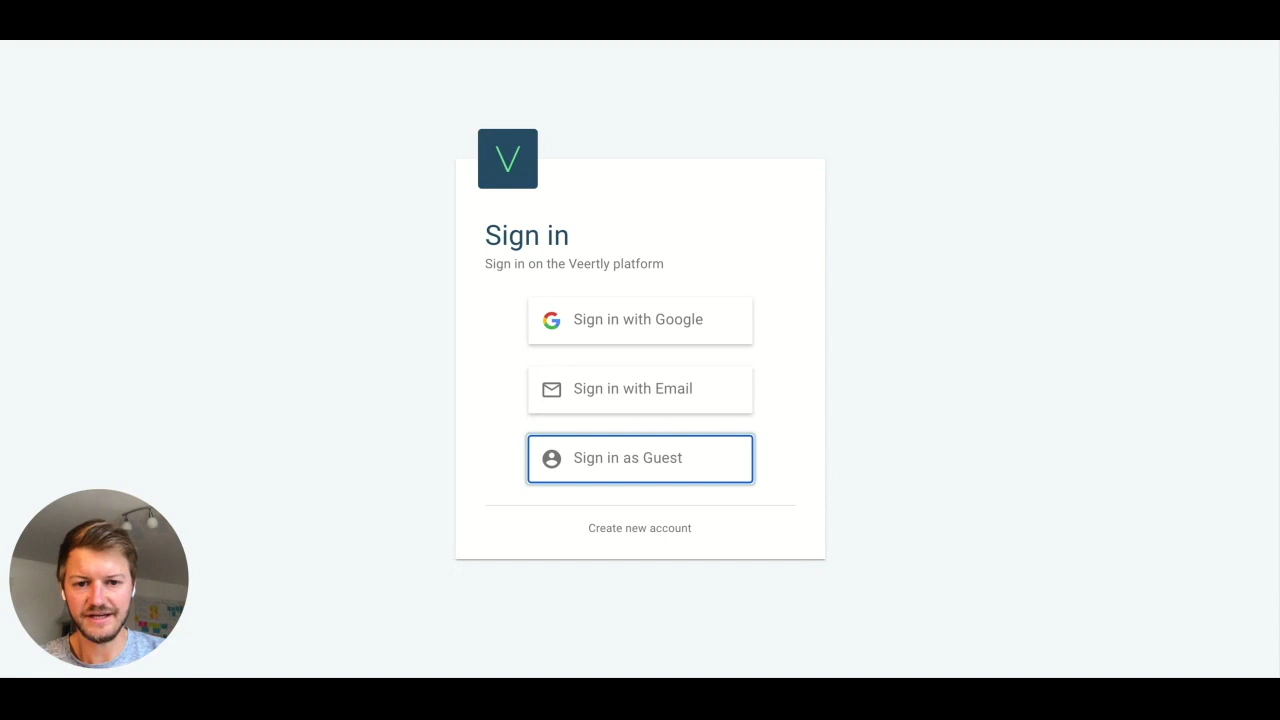 V
Sign in
Sign in on the Veertly platform
Sign in with Google
Sign in with Email
Sign in as Guest
Create new account